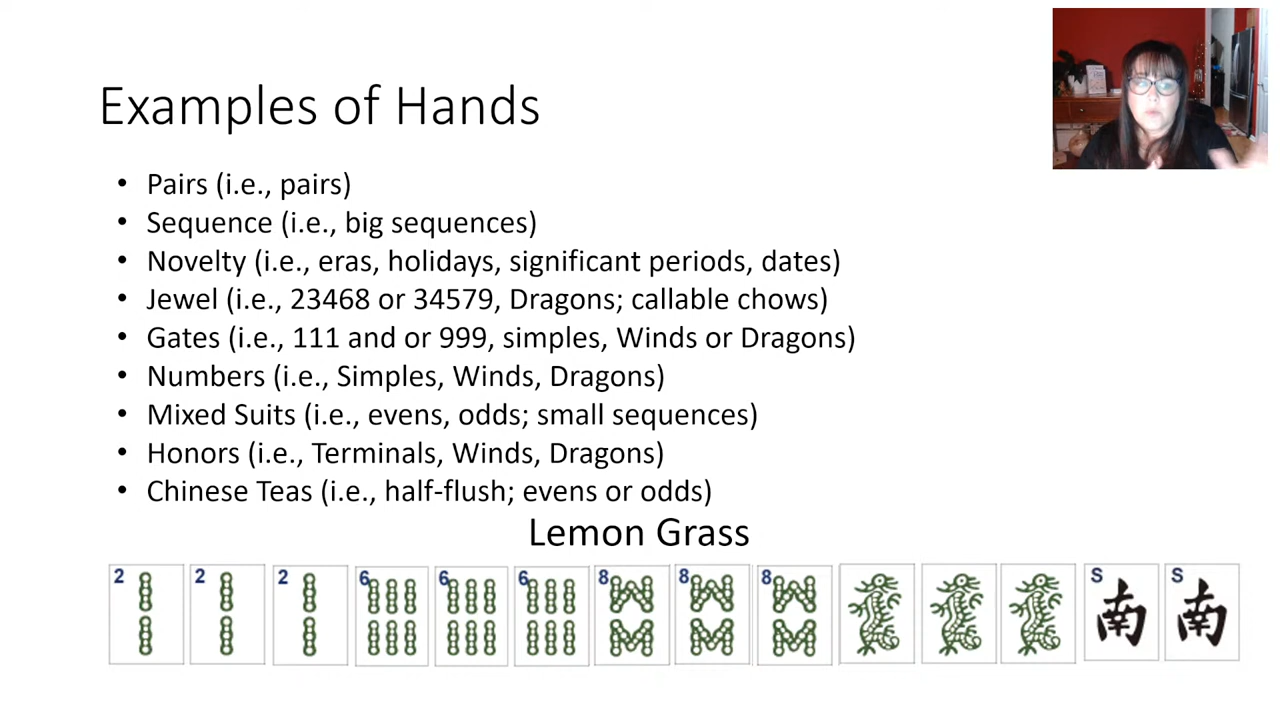 Examples of Hands
• Pairs (i.e., pairs)
• Sequence (i.e., big sequences)
• Novelty (i.e., eras, holidays, significant periods, dates)
• Jewel (i.e., 23468 or 34579, Dragons; callable chows)
• Gates (i.e., 111 and or 999, simples, Winds or Dragons)
• Numbers (i.e., Simples, Winds, Dragons)
• Mixed Suits (i.e., evens, odds; small sequences)
• Honors (i.e., Terminals, Winds, Dragons)
• Chinese Teas (i.e., half-flush; evens or odds)
Lemon Grass
2 2 2 6 6 6 8 8 8 S S
南 南